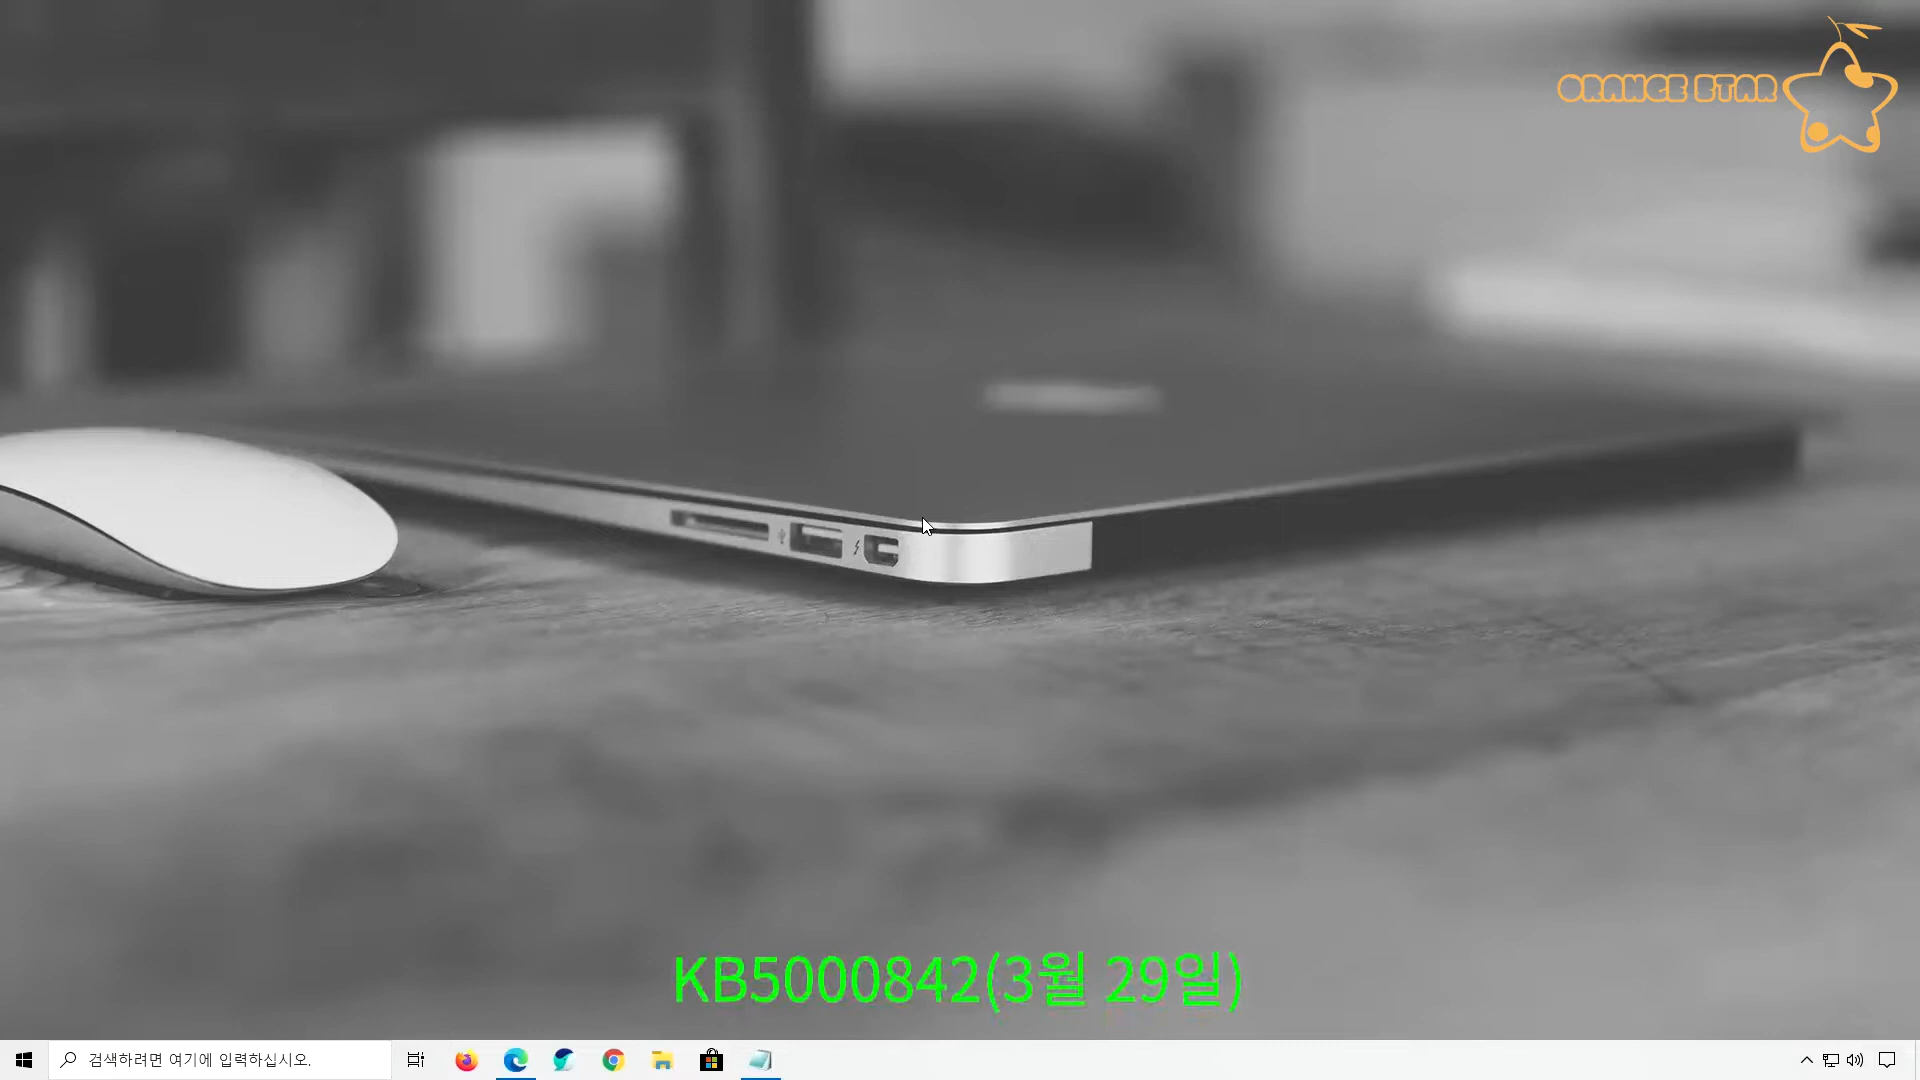 ORANGE STAR
KB5000842(3월 29일)
검색하려면 여기에 입력하십시오.